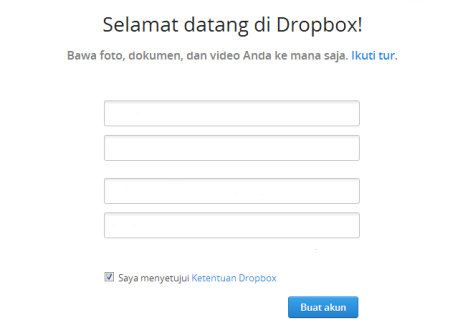 Selamat datang di Dropbox!
Bawa foto, dokumen, dan video Anda ke mana saja. Ikuti tur.
Saya menyetujui Ketentuan Dropbox
Buat akun